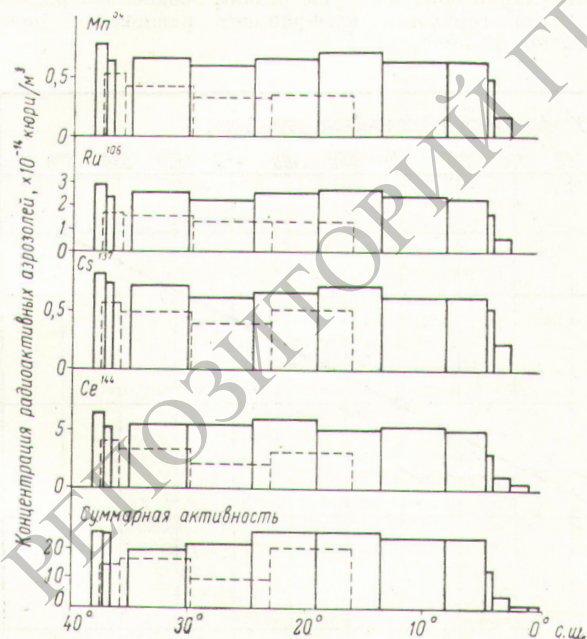 Концентрация радиоактивных аэрозолей, ×10⁻¹⁴ кюри/м³
Mn⁵⁴
0,5
0
Ru¹⁰⁶
3
2
1
0
Cs¹³⁷
0,5
0
Ce¹⁴⁴
5
0
Суммарная активность
20
10
0
40° 30° 20° 10° 0° с.ш.
РЕПОЗИТОРИЙ ГГ